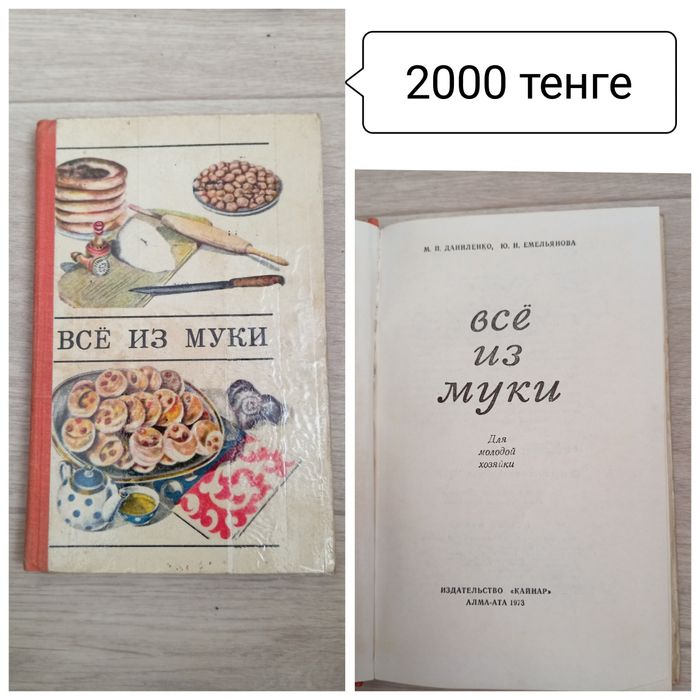 2000 тенге
ВСЁ ИЗ МУКИ
М. П. ДАНИЛЕНКО, Ю. И. ЕМЕЛЬЯНОВА
всё
из
муки
Для
молодой
хозяйки
ИЗДАТЕЛЬСТВО «КАЙНАР»
АЛМА-АТА 1973